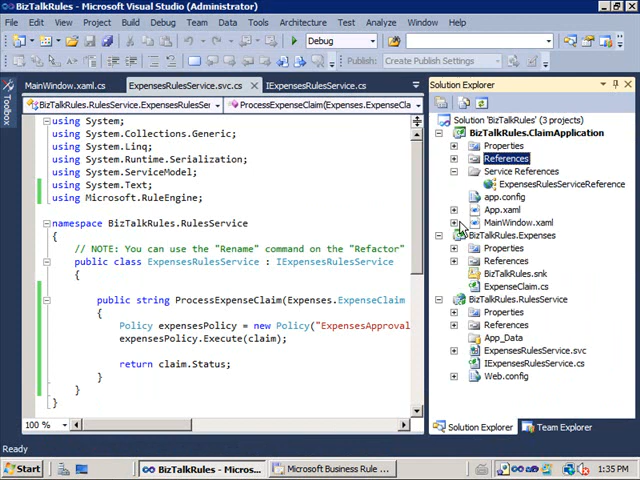 BizTalkRules - Microsoft Visual Studio (Administrator)
File Edit View Project Build Debug Team Data Tools Architecture Test Analyze Window Help
Debug
Publish: Create Publish Settings
Toolbox
MainWindow.xaml.cs ExpensesRulesService.svc.cs IExpensesRulesService.cs
BizTalkRules.RulesService.ExpensesRulesSer ProcessExpenseClaim(Expenses.ExpenseCla
using System;
using System.Collections.Generic;
using System.Linq;
using System.Runtime.Serialization;
using System.ServiceModel;
using System.Text;
using Microsoft.RuleEngine;
namespace BizTalkRules.RulesService
{
// NOTE: You can use the "Rename" command on the "Refactor"
public class ExpensesRulesService : IExpensesRulesService
{
public string ProcessExpenseClaim(Expenses.ExpenseClaim
{
Policy expensesPolicy = new Policy("ExpensesApproval
expensesPolicy.Execute(claim);
return claim.Status;
}
}
}
100 %
Solution Explorer
Solution 'BizTalkRules' (3 projects)
BizTalkRules.ClaimApplication
Properties
References
Service References
ExpensesRulesServiceReference
app.config
App.xaml
MainWindow.xaml
BizTalkRules.Expenses
Properties
References
BizTalkRules.snk
ExpenseClaim.cs
BizTalkRules.RulesService
Properties
References
App_Data
ExpensesRulesService.svc
IExpensesRulesService.cs
Web.config
Solution Explorer Team Explorer
Ready
Start BizTalkRules - Micros... Microsoft Business Rule ... 1:35 PM